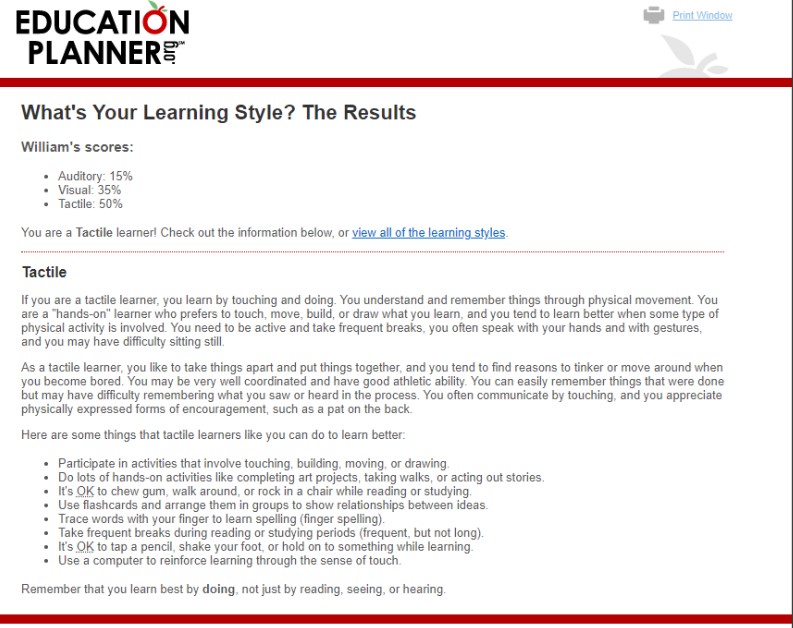 EDUCATION
PLANNER.org℠
Print Window
What's Your Learning Style? The Results
William's scores:
• Auditory: 15%
• Visual: 35%
• Tactile: 50%
You are a Tactile learner! Check out the information below, or view all of the learning styles.
Tactile
If you are a tactile learner, you learn by touching and doing. You understand and remember things through physical movement. You
are a "hands-on" learner who prefers to touch, move, build, or draw what you learn, and you tend to learn better when some type of
physical activity is involved. You need to be active and take frequent breaks, you often speak with your hands and with gestures,
and you may have difficulty sitting still.
As a tactile learner, you like to take things apart and put things together, and you tend to find reasons to tinker or move around when
you become bored. You may be very well coordinated and have good athletic ability. You can easily remember things that were done
but may have difficulty remembering what you saw or heard in the process. You often communicate by touching, and you appreciate
physically expressed forms of encouragement, such as a pat on the back.
Here are some things that tactile learners like you can do to learn better:
• Participate in activities that involve touching, building, moving, or drawing.
• Do lots of hands-on activities like completing art projects, taking walks, or acting out stories.
• It's OK to chew gum, walk around, or rock in a chair while reading or studying.
• Use flashcards and arrange them in groups to show relationships between ideas.
• Trace words with your finger to learn spelling (finger spelling).
• Take frequent breaks during reading or studying periods (frequent, but not long).
• It's OK to tap a pencil, shake your foot, or hold on to something while learning.
• Use a computer to reinforce learning through the sense of touch.
Remember that you learn best by doing, not just by reading, seeing, or hearing.